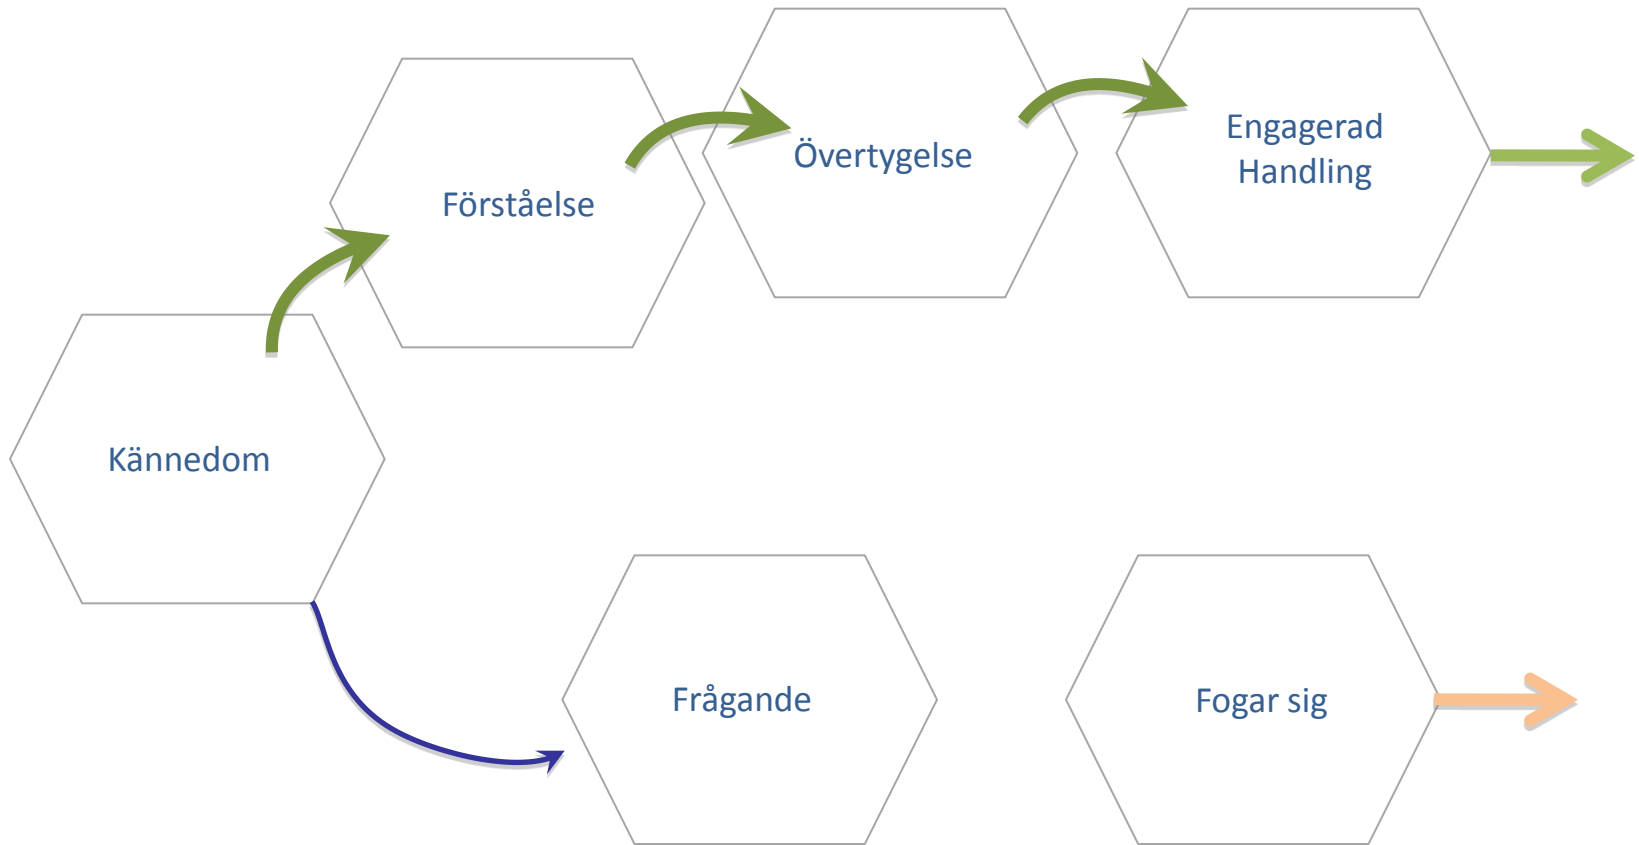 Kännedom
Förståelse
Övertygelse
Engagerad
Handling
Frågande
Fogar sig